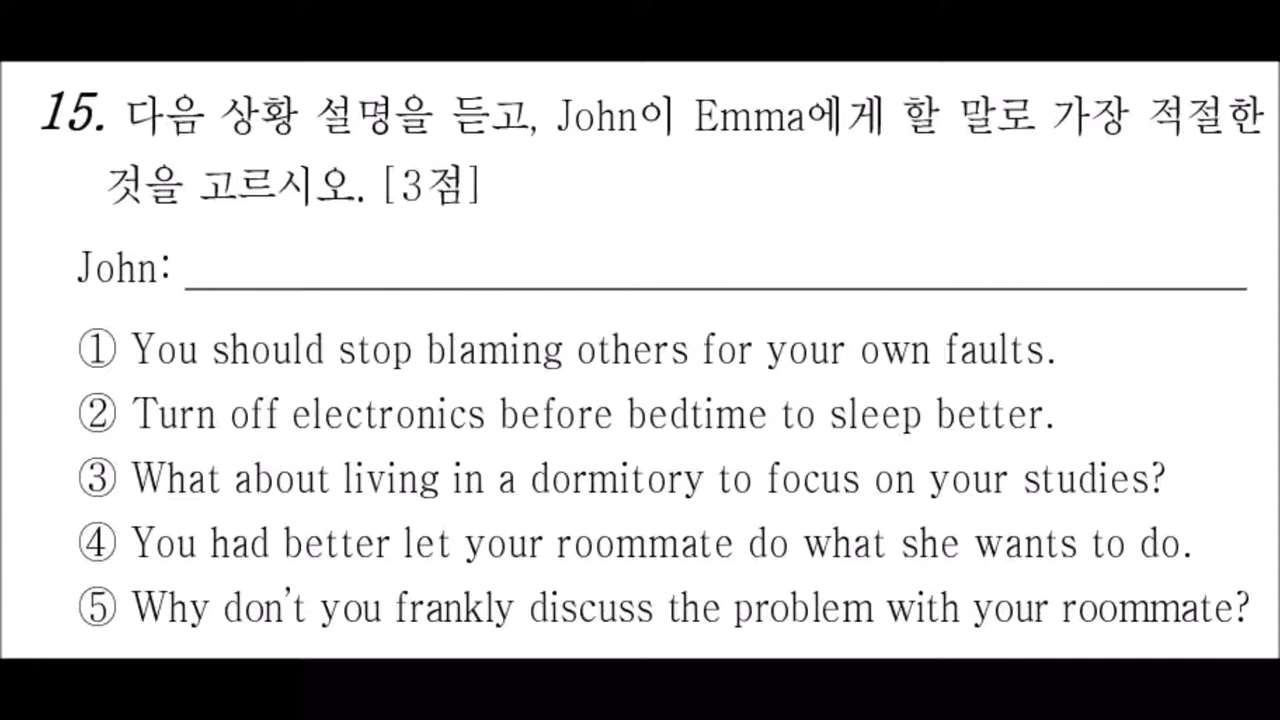 15. 다음 상황 설명을 듣고, John이 Emma에게 할 말로 가장 적절한
것을 고르시오. [3점]
John:
① You should stop blaming others for your own faults.
② Turn off electronics before bedtime to sleep better.
③ What about living in a dormitory to focus on your studies?
④ You had better let your roommate do what she wants to do.
⑤ Why don't you frankly discuss the problem with your roommate?